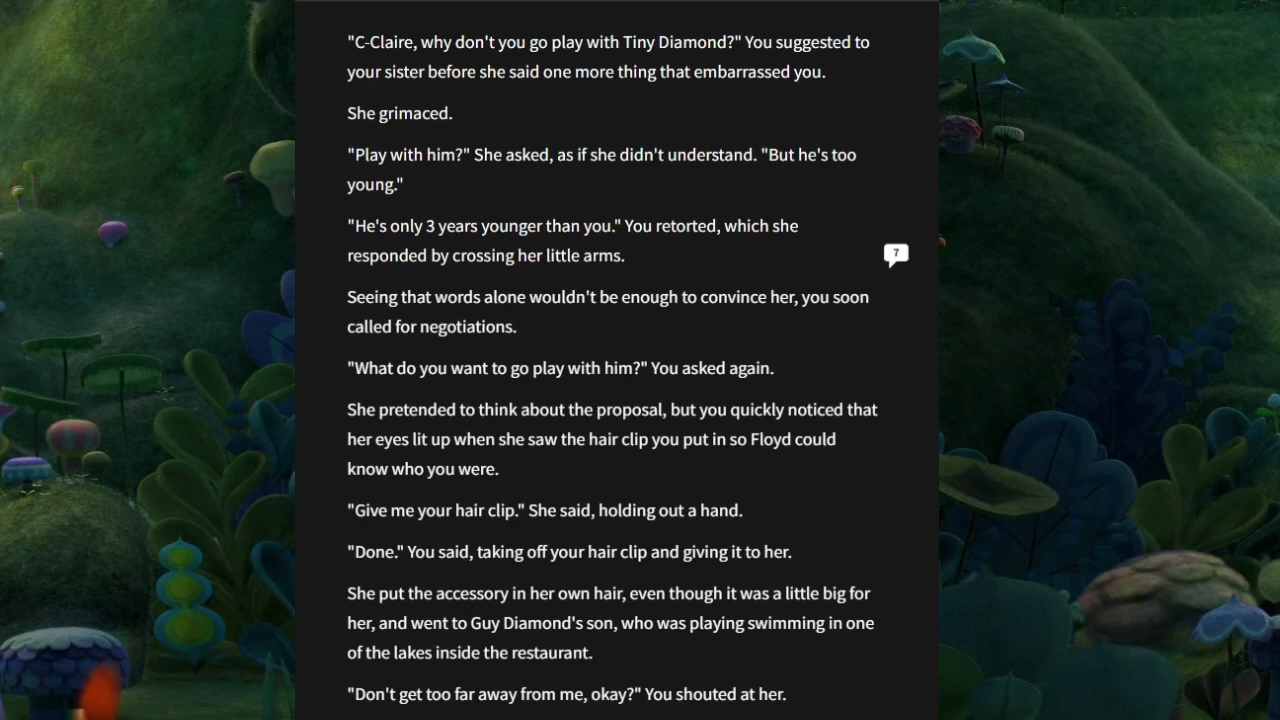 "C-Claire, why don't you go play with Tiny Diamond?" You suggested to
your sister before she said one more thing that embarrassed you.
She grimaced.
"Play with him?" She asked, as if she didn't understand. "But he's too
young."
"He's only 3 years younger than you." You retorted, which she
responded by crossing her little arms.
7
Seeing that words alone wouldn't be enough to convince her, you soon
called for negotiations.
"What do you want to go play with him?" You asked again.
She pretended to think about the proposal, but you quickly noticed that
her eyes lit up when she saw the hair clip you put in so Floyd could
know who you were.
"Give me your hair clip." She said, holding out a hand.
"Done." You said, taking off your hair clip and giving it to her.
She put the accessory in her own hair, even though it was a little big for
her, and went to Guy Diamond's son, who was playing swimming in one
of the lakes inside the restaurant.
"Don't get too far away from me, okay?" You shouted at her.